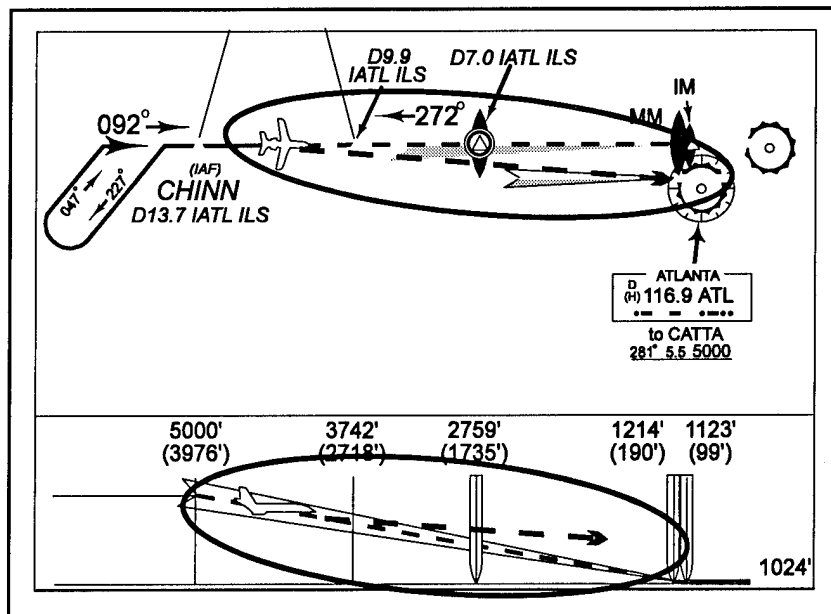 D9.9
IATL ILS
D7.0 IATL ILS
IM
MM
092°
272°
(IAF)
CHINN
D13.7 IATL ILS
047°
227°
ATLANTA
D
(H) 116.9 ATL
to CATTA
281° 5.5 5000
5000' 3742' 2759' 1214' 1123'
(3976') (2718') (1735') (190') (99')
1024'